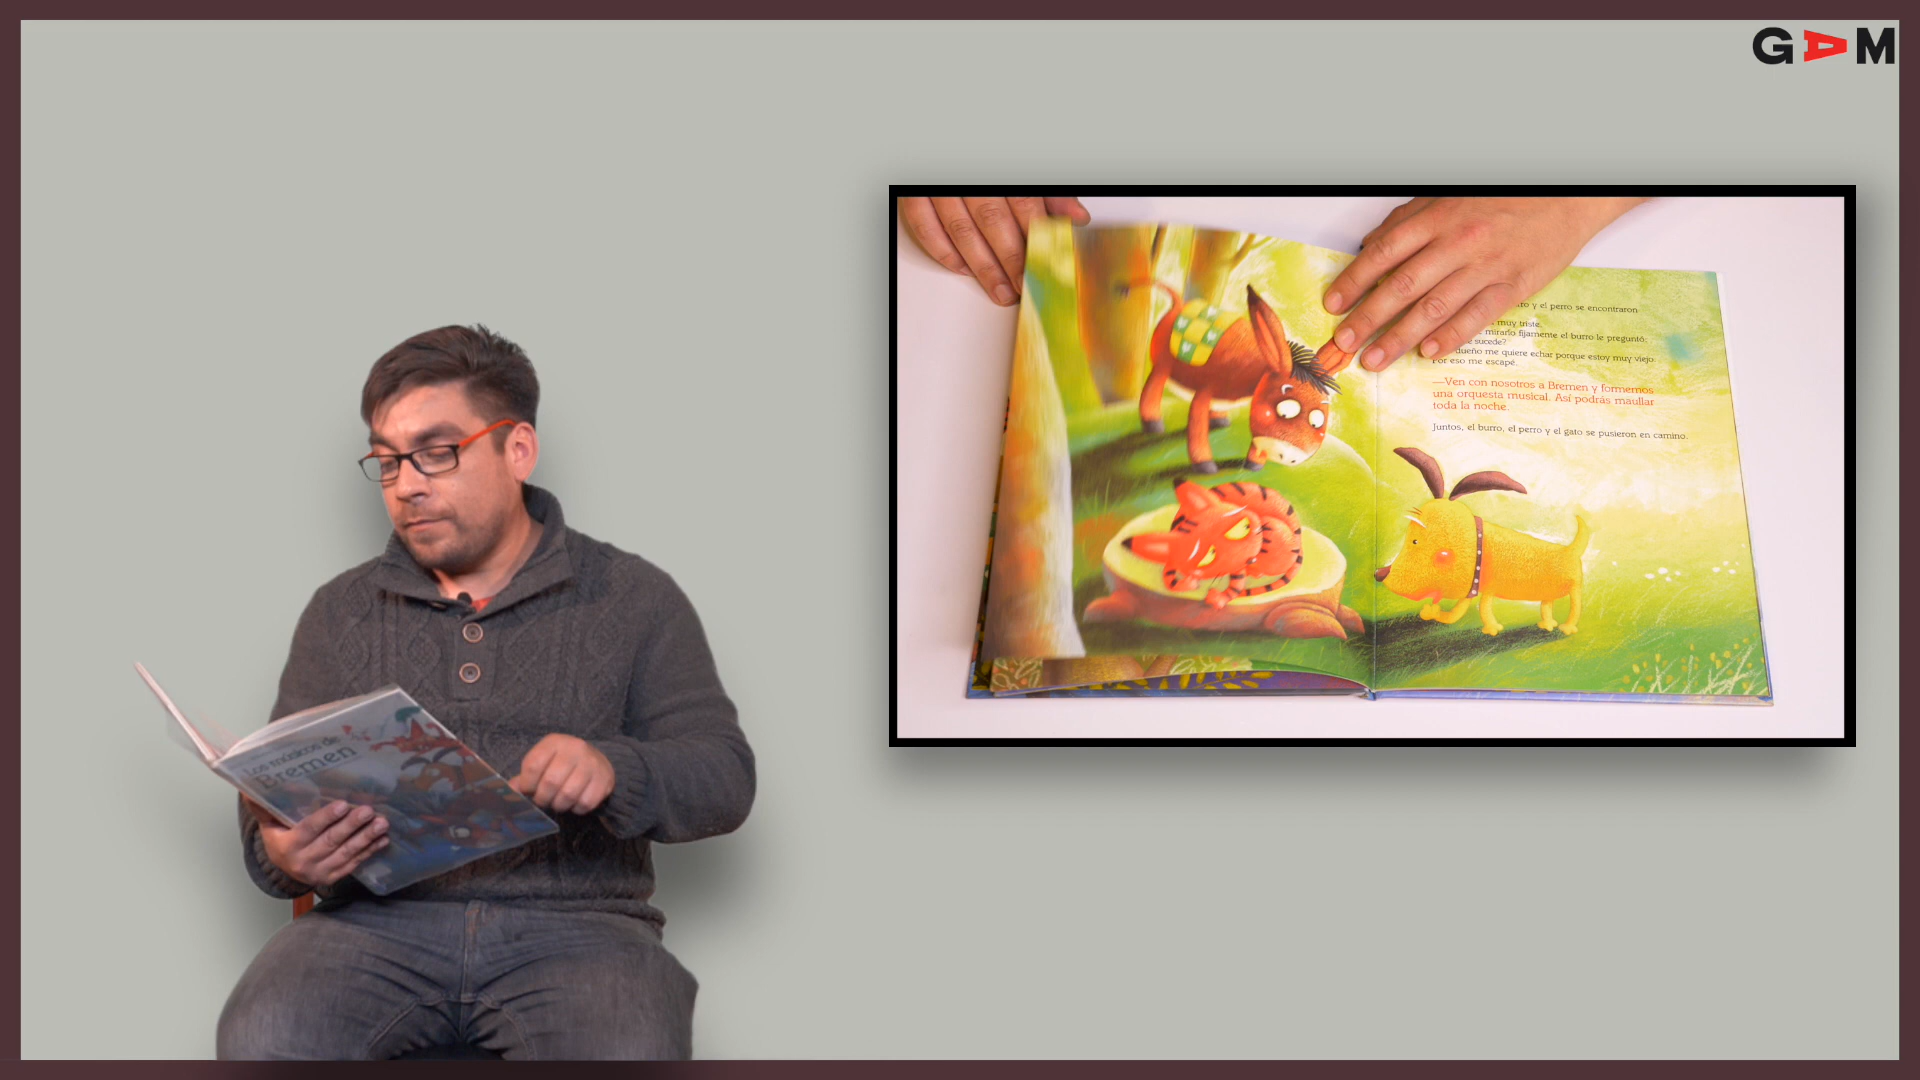 GAM
Los músicos de
Bremen
ro y el perro se encontraron
muy triste.
mirarlo fijamente el burro le preguntó:
sucede?
dueño me quiere echar porque estoy muy viejo.
Por eso me escapé.
—Ven con nosotros a Bremen y formemos
una orquesta musical. Así podrás maullar
toda la noche.
Juntos, el burro, el perro y el gato se pusieron en camino.